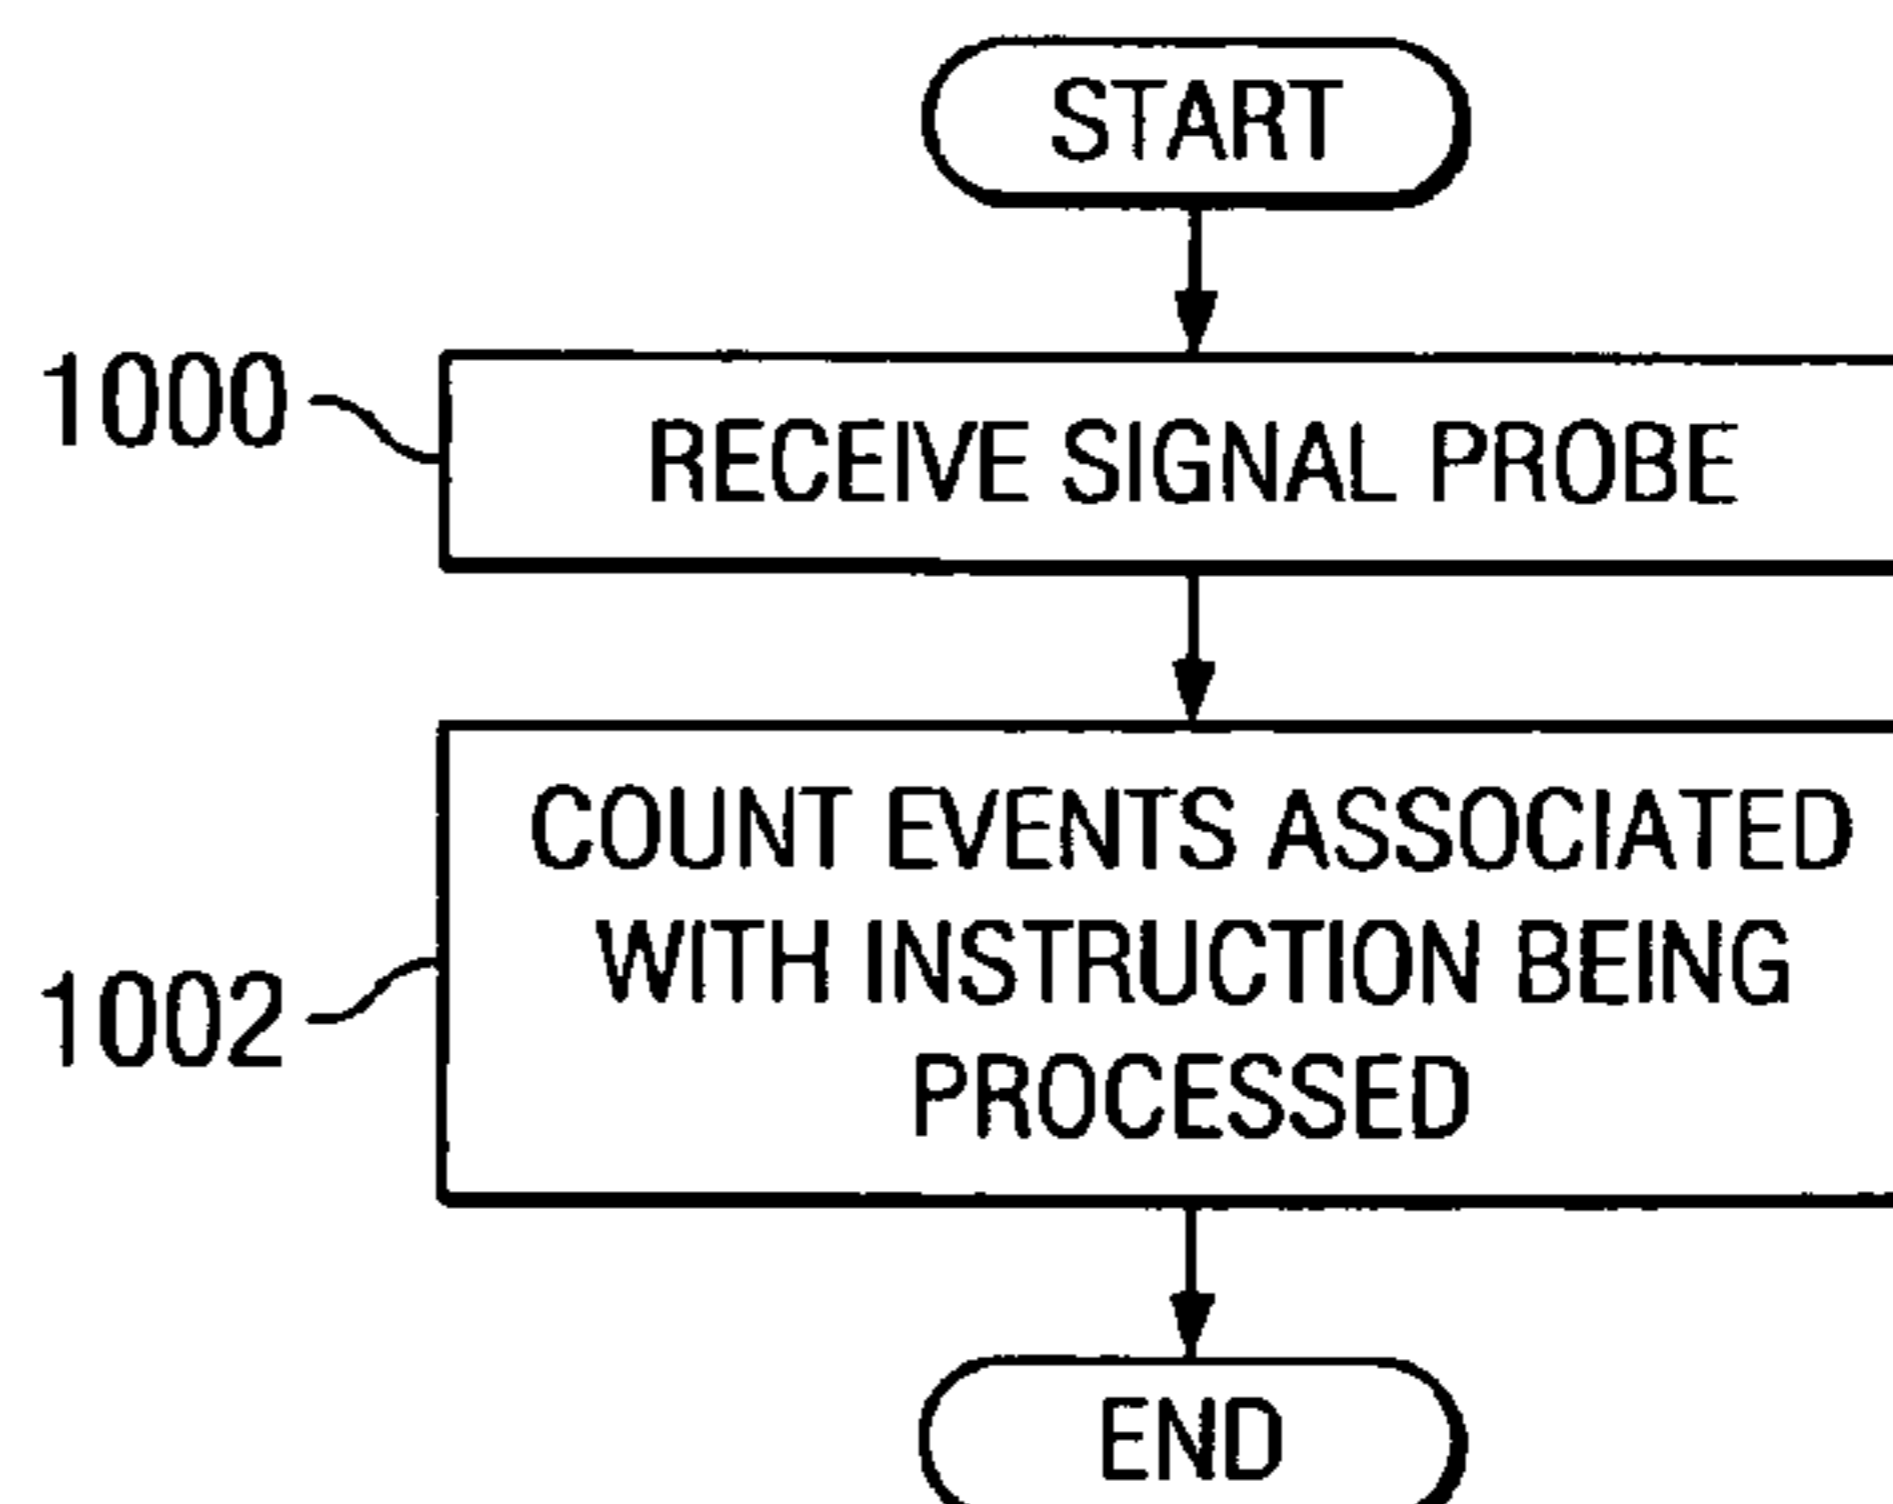 START
1000
RECEIVE SIGNAL PROBE
1002
COUNT EVENTS ASSOCIATED
WITH INSTRUCTION BEING
PROCESSED
END